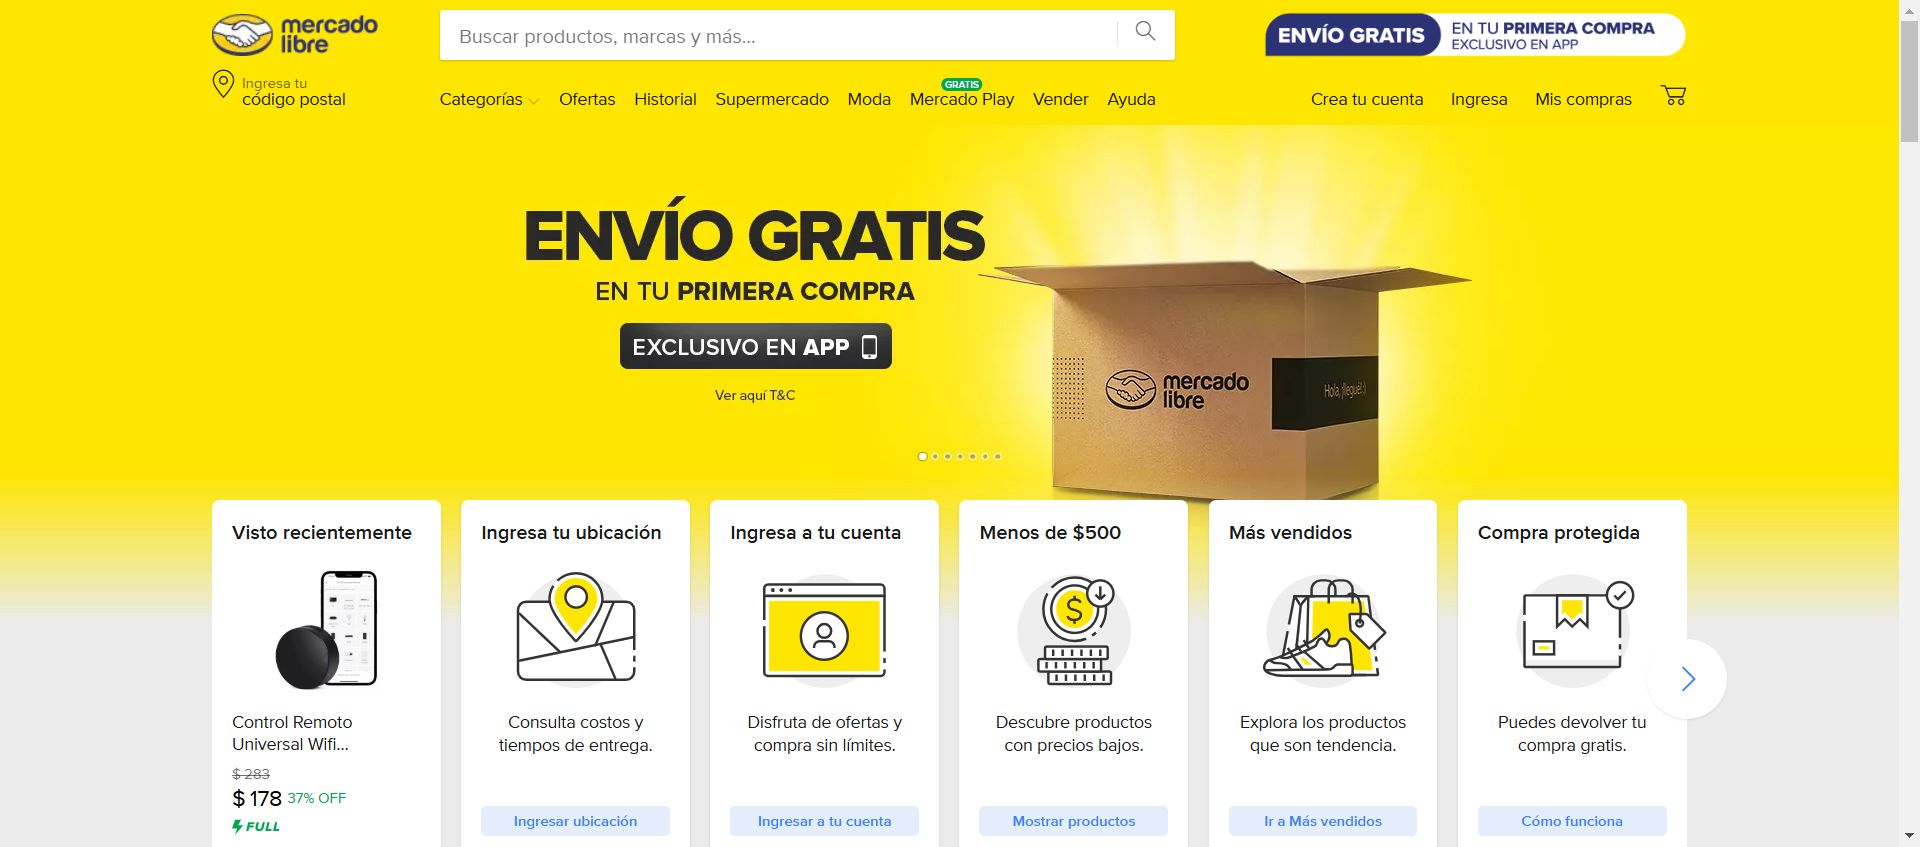 mercado
libre
Buscar productos, marcas y más...
ENVÍO GRATIS
EN TU PRIMERA COMPRA
EXCLUSIVO EN APP
Ingresa tu
código postal
Categorías
Ofertas
Historial
Supermercado
Moda
GRATIS
Mercado Play
Vender
Ayuda
Crea tu cuenta
Ingresa
Mis compras
ENVÍO GRATIS
EN TU PRIMERA COMPRA
EXCLUSIVO EN APP
Ver aquí T&C
mercado
libre
Hola, ¡llegué! :)
Visto recientemente
Control Remoto
Universal Wifi...
$ 283
$ 178 37% OFF
FULL
Ingresa tu ubicación
Consulta costos y
tiempos de entrega.
Ingresar ubicación
Ingresa a tu cuenta
Disfruta de ofertas y
compra sin límites.
Ingresar a tu cuenta
Menos de $500
$
Descubre productos
con precios bajos.
Mostrar productos
Más vendidos
Explora los productos
que son tendencia.
Ir a Más vendidos
Compra protegida
Puedes devolver tu
compra gratis.
Cómo funciona